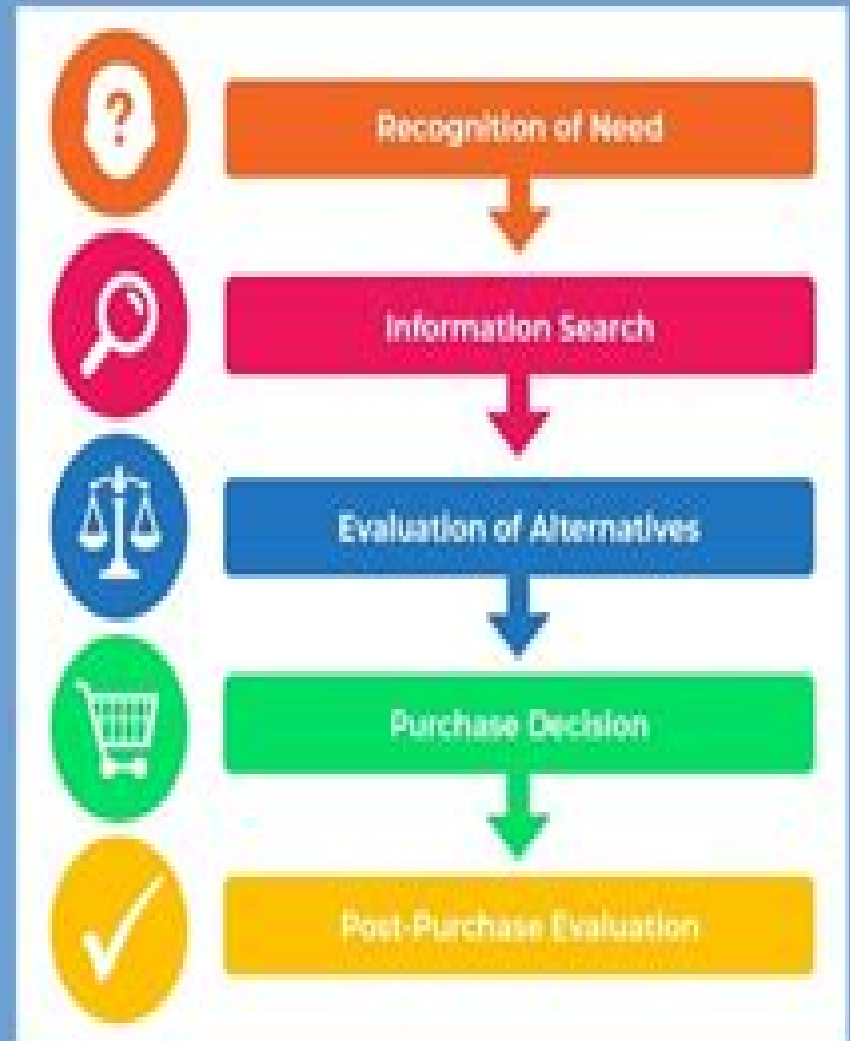 ?
Recognition of Need
Information Search
Evaluation of Alternatives
Purchase Decision
Post-Purchase Evaluation